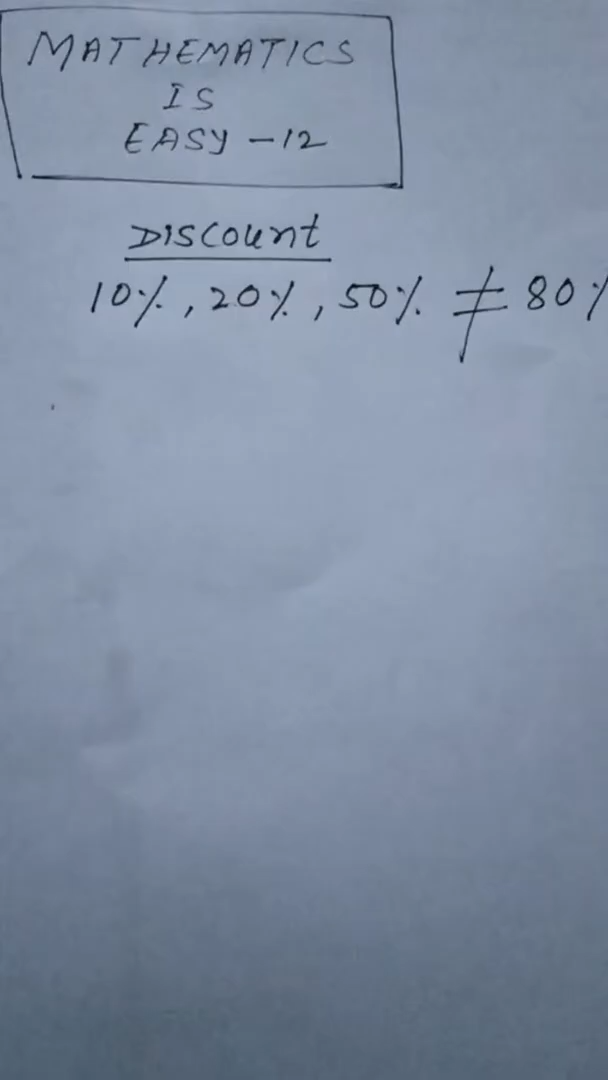 MATHEMATICS
IS
EASY - 12
Discount
10%, 20%, 50% ≠ 80%